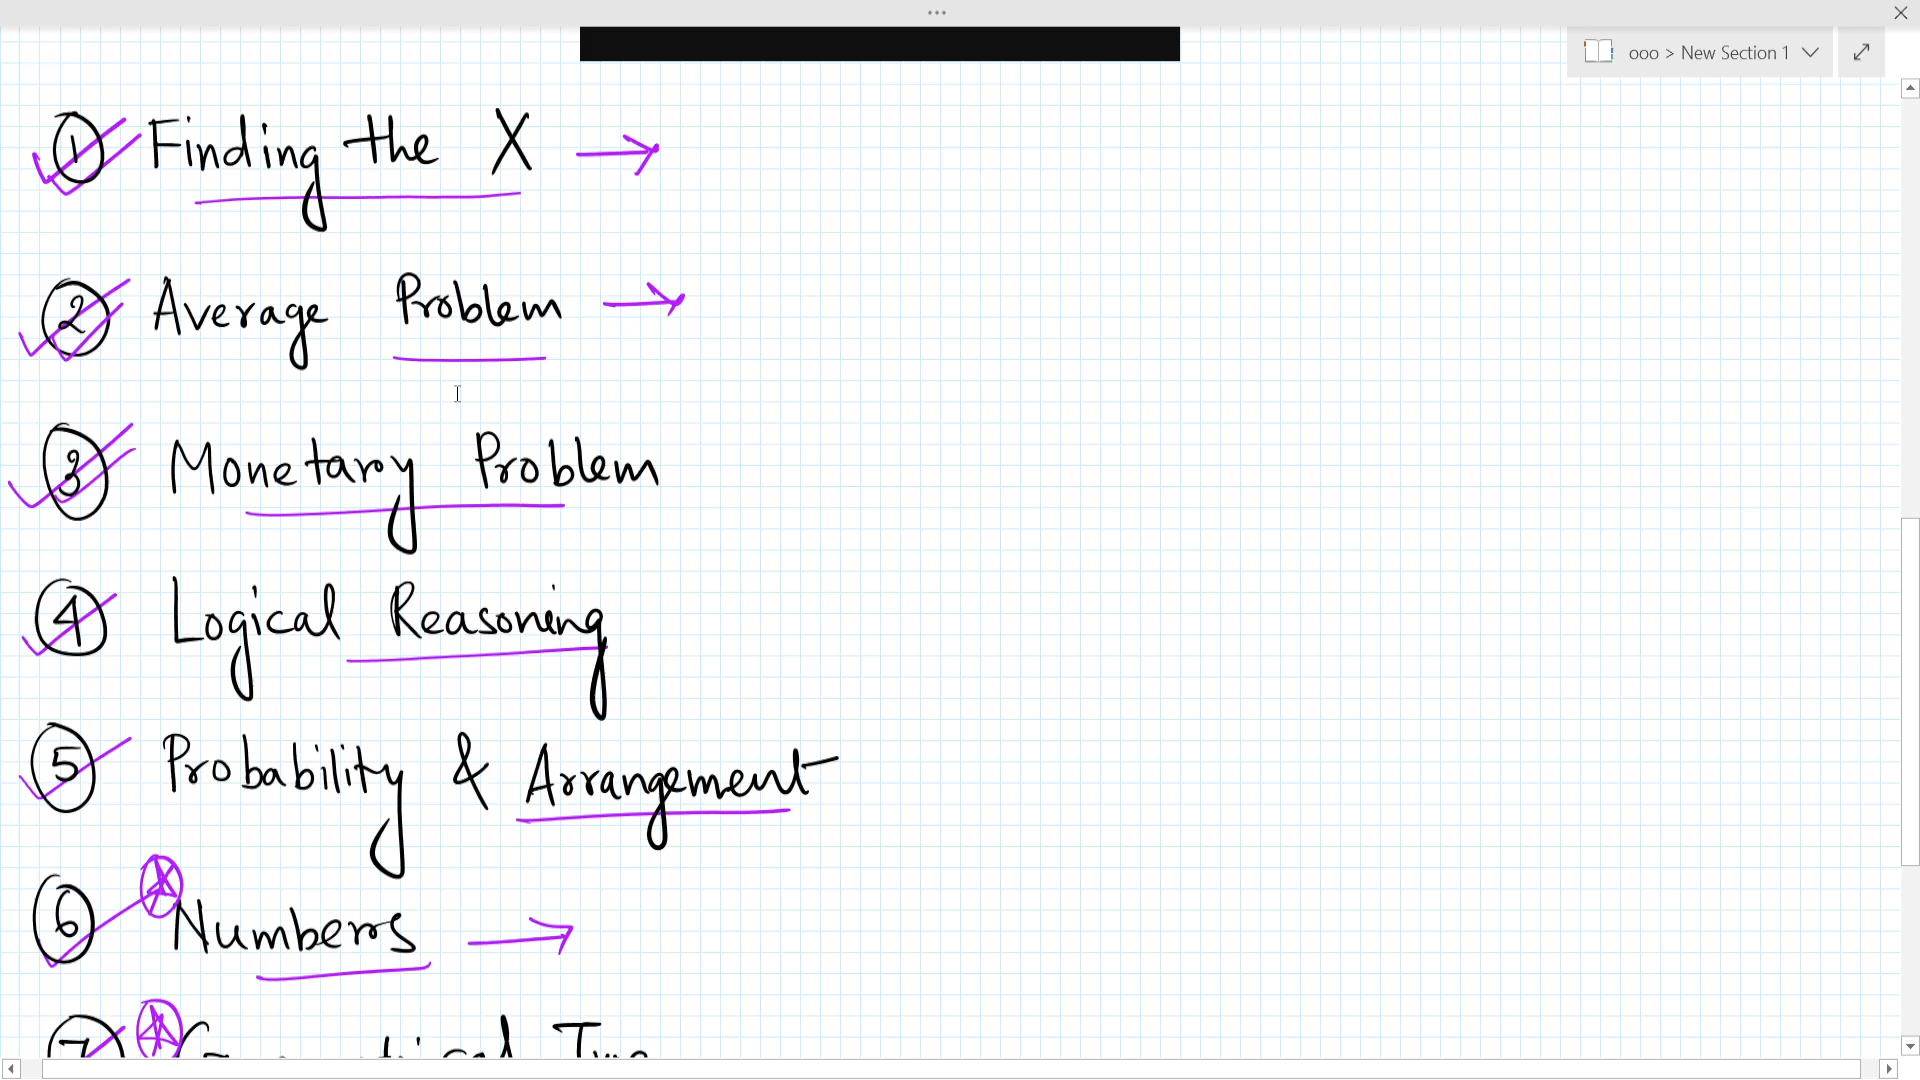 ...
ooo > New Section 1
① Finding the X →
② Average Problem →
③ Monetary Problem
④ Logical Reasoning
⑤ Probability & Arrangement
⑥ Numbers →
⑦